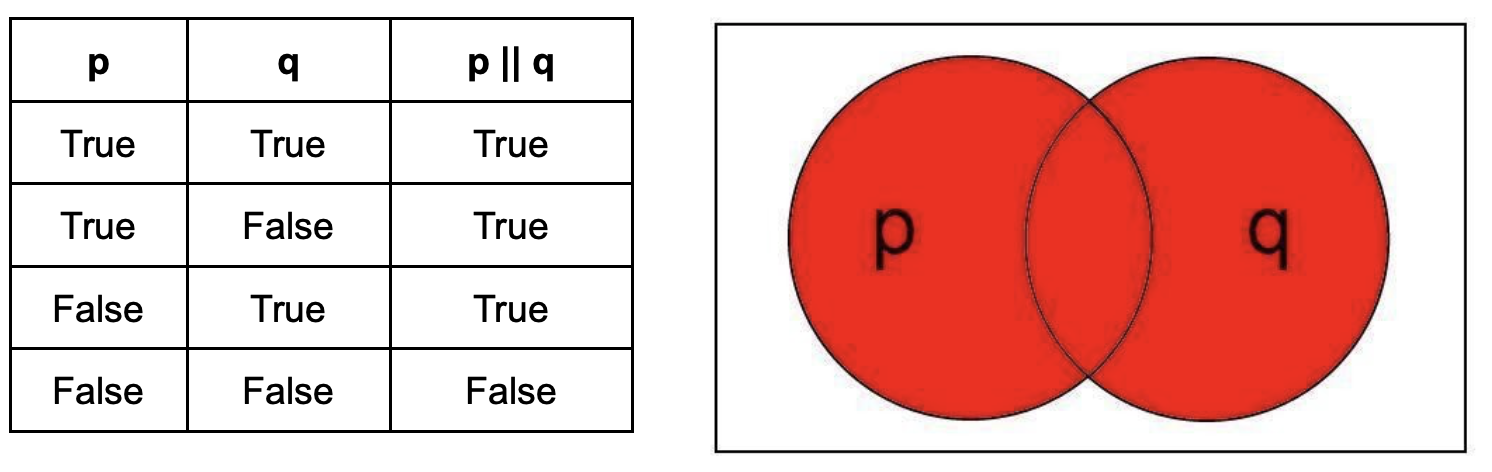 p q p || q
True True True
True False True
False True True
False False False
p q